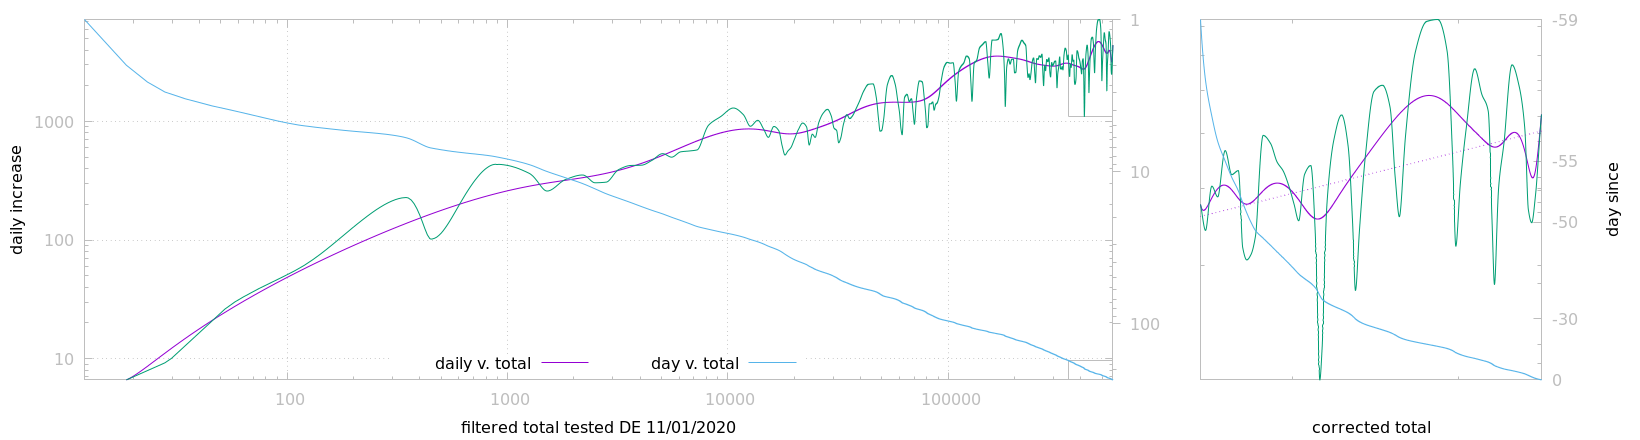 daily increase
1000
100
10
100
1000
10000
100000
filtered total tested DE 11/01/2020
daily v. total
day v. total
1
10
100
-59
-55
-50
-30
0
day since
corrected total